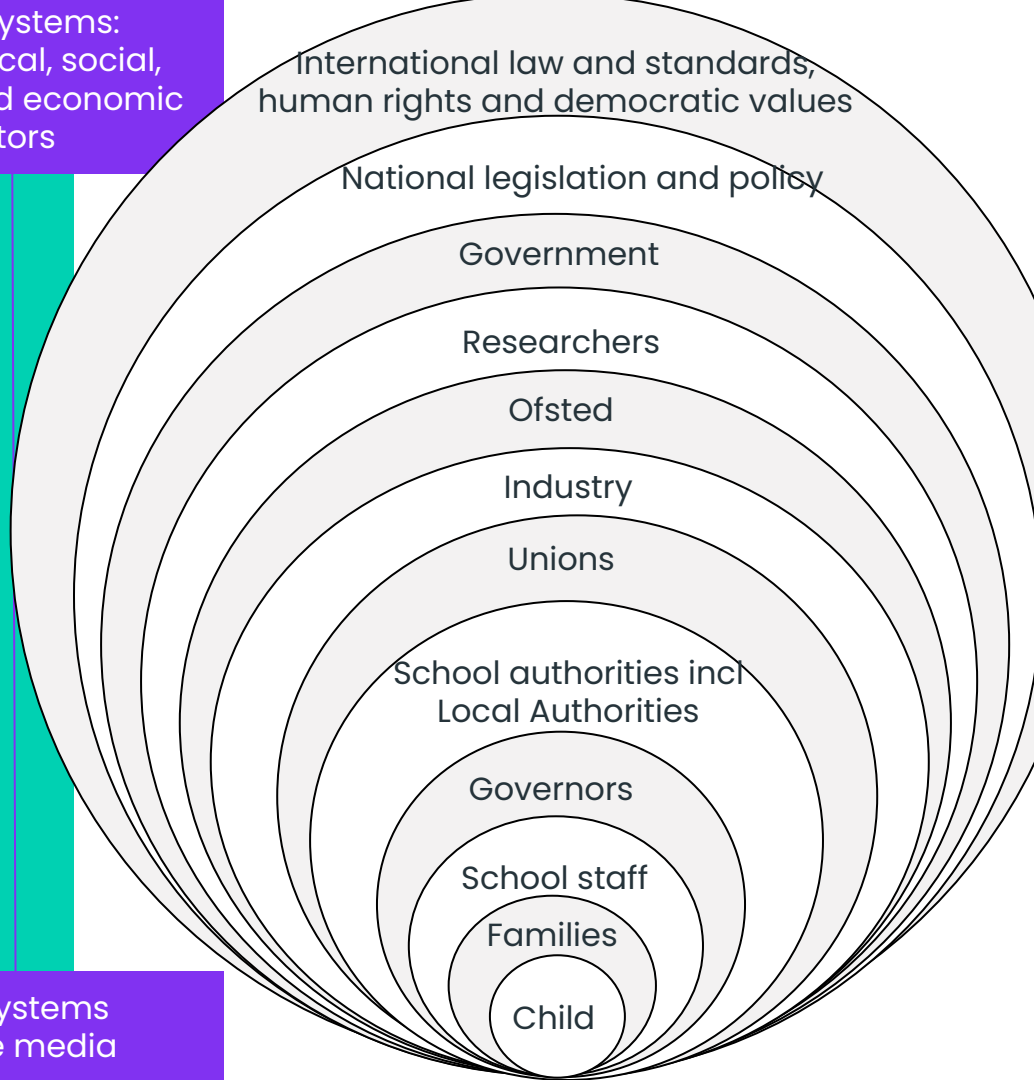 ystems:
cal, social,
d economic
tors
International law and standards,
human rights and democratic values
National legislation and policy
Government
Researchers
Ofsted
Industry
Unions
School authorities incl
Local Authorities
Governors
School staff
Families
Child
ystems
e media